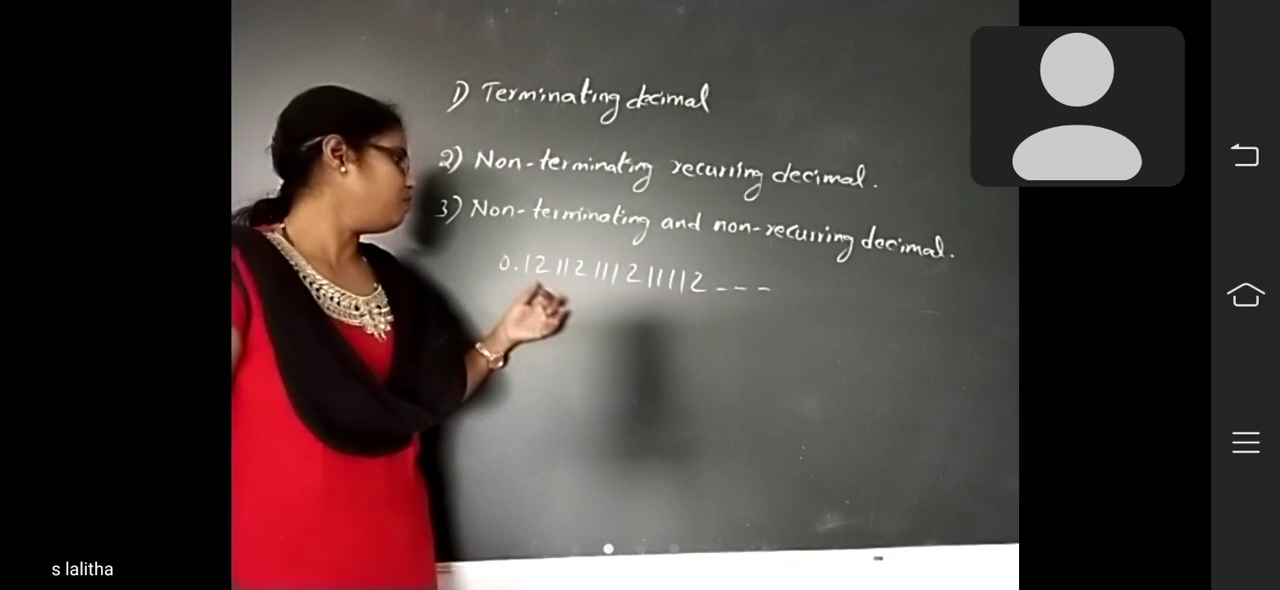 1) Terminating decimal
2) Non-terminating recurring decimal.
3) Non-terminating and non-recurring decimal.
0.12112111211112---
s lalitha